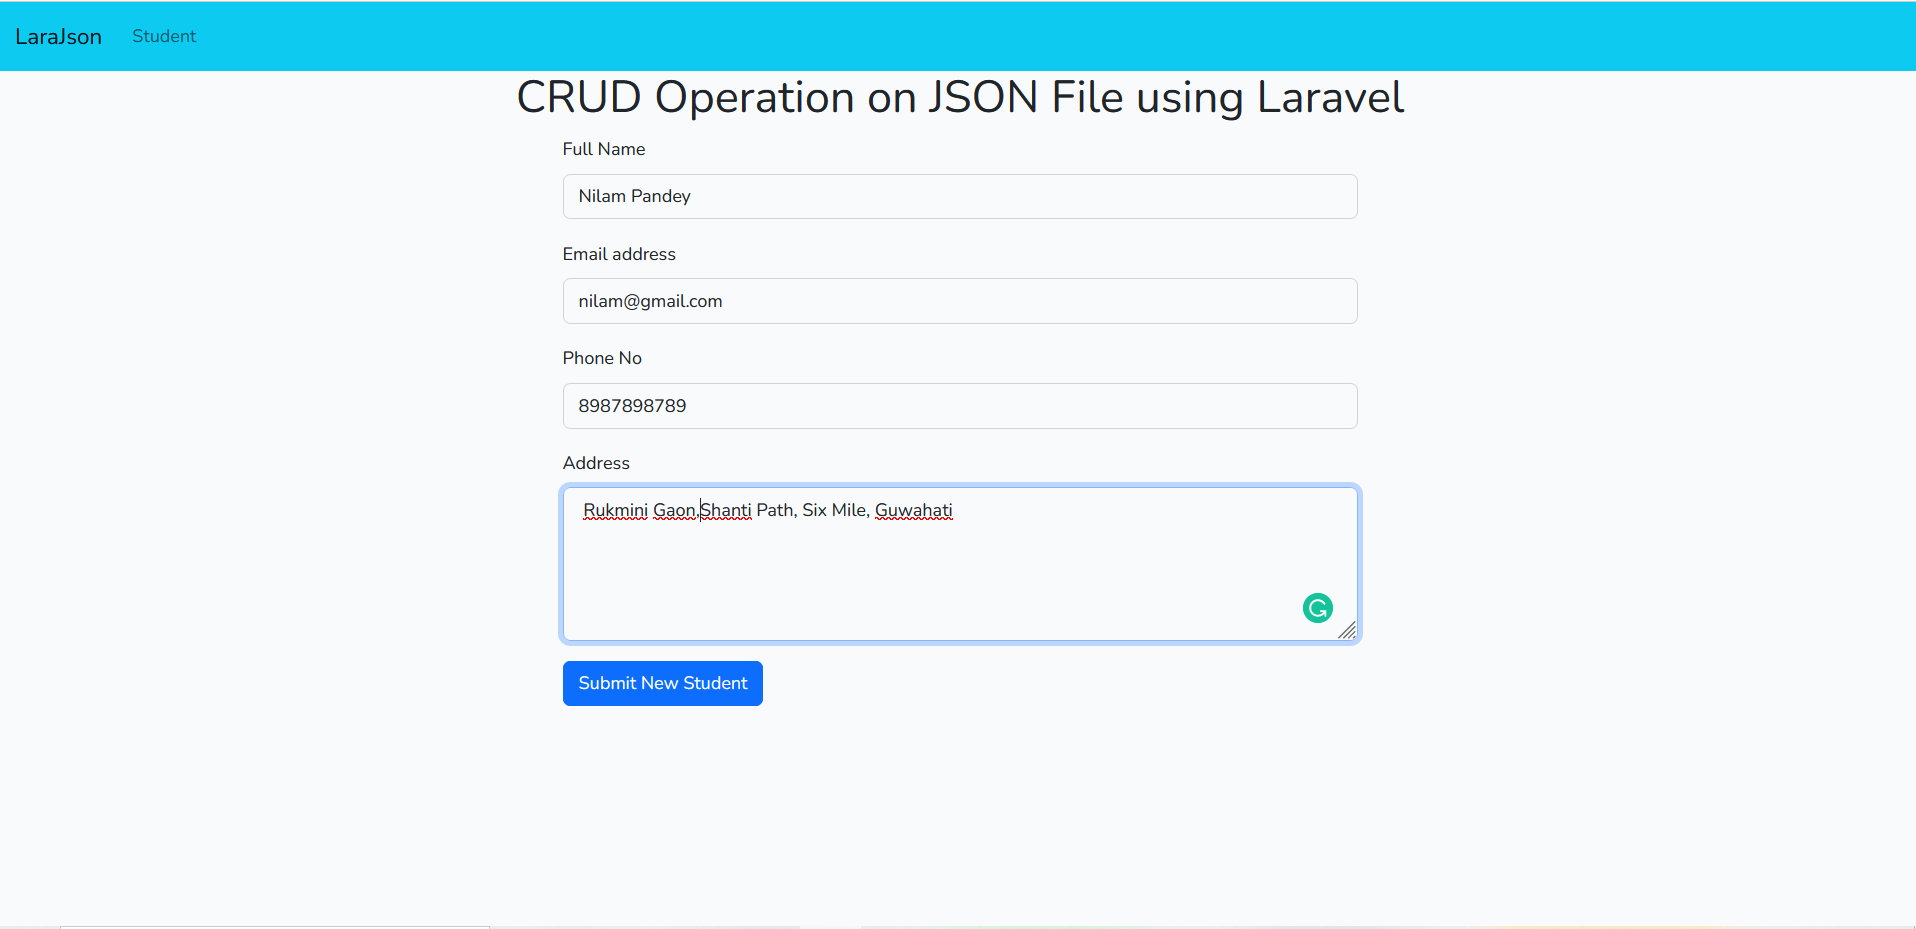 LaraJson Student
CRUD Operation on JSON File using Laravel
Full Name
Nilam Pandey
Email address
nilam@gmail.com
Phone No
8987898789
Address
Rukmini Gaon,Shanti Path, Six Mile, Guwahati
Submit New Student